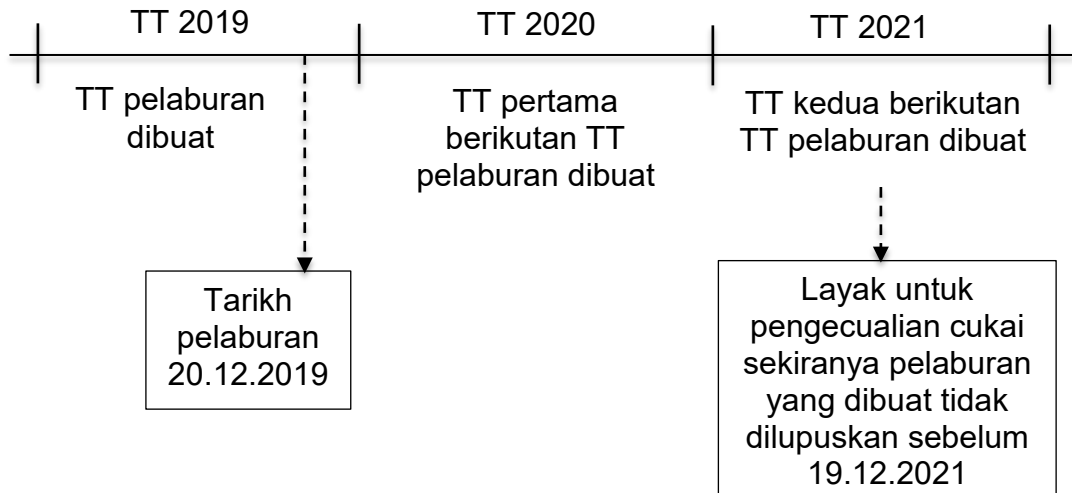 TT 2019
TT 2020
TT 2021
TT pelaburan
dibuat
TT pertama
berikutan TT
pelaburan dibuat
TT kedua berikutan
TT pelaburan dibuat
Tarikh
pelaburan
20.12.2019
Layak untuk
pengecualian cukai
sekiranya pelaburan
yang dibuat tidak
dilupuskan sebelum
19.12.2021